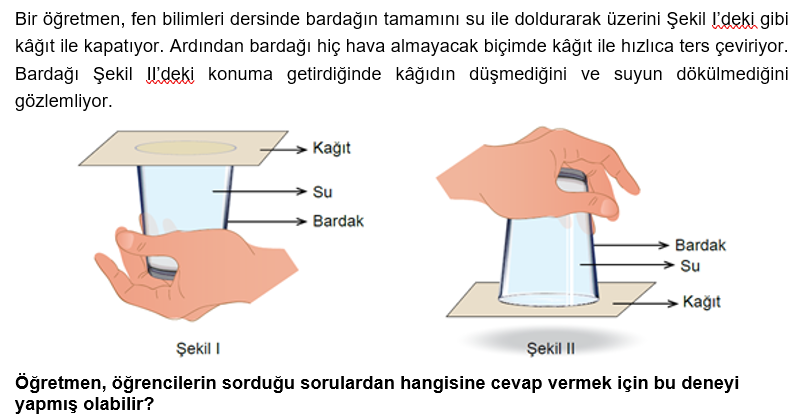 Bir öğretmen, fen bilimleri dersinde bardağın tamamını su ile doldurarak üzerini Şekil I'deki gibi
kâğıt ile kapatıyor. Ardından bardağı hiç hava almayacak biçimde kâğıt ile hızlıca ters çeviriyor.
Bardağı Şekil II'deki konuma getirdiğinde kâğıdın düşmediğini ve suyun dökülmediğini
gözlemliyor.
Kağıt
Su
Bardak
Şekil I
Bardak
Su
Kağıt
Şekil II
Öğretmen, öğrencilerin sorduğu sorulardan hangisine cevap vermek için bu deneyi
yapmış olabilir?